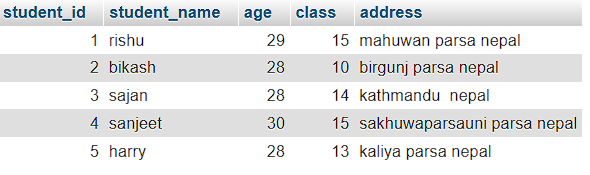 student_id student_name age class address
1 rishu 29 15 mahuwan parsa nepal
2 bikash 28 10 birgunj parsa nepal
3 sajan 28 14 kathmandu  nepal
4 sanjeet 30 15 sakhuwaparsauni parsa nepal
5 harry 28 13 kaliya parsa nepal